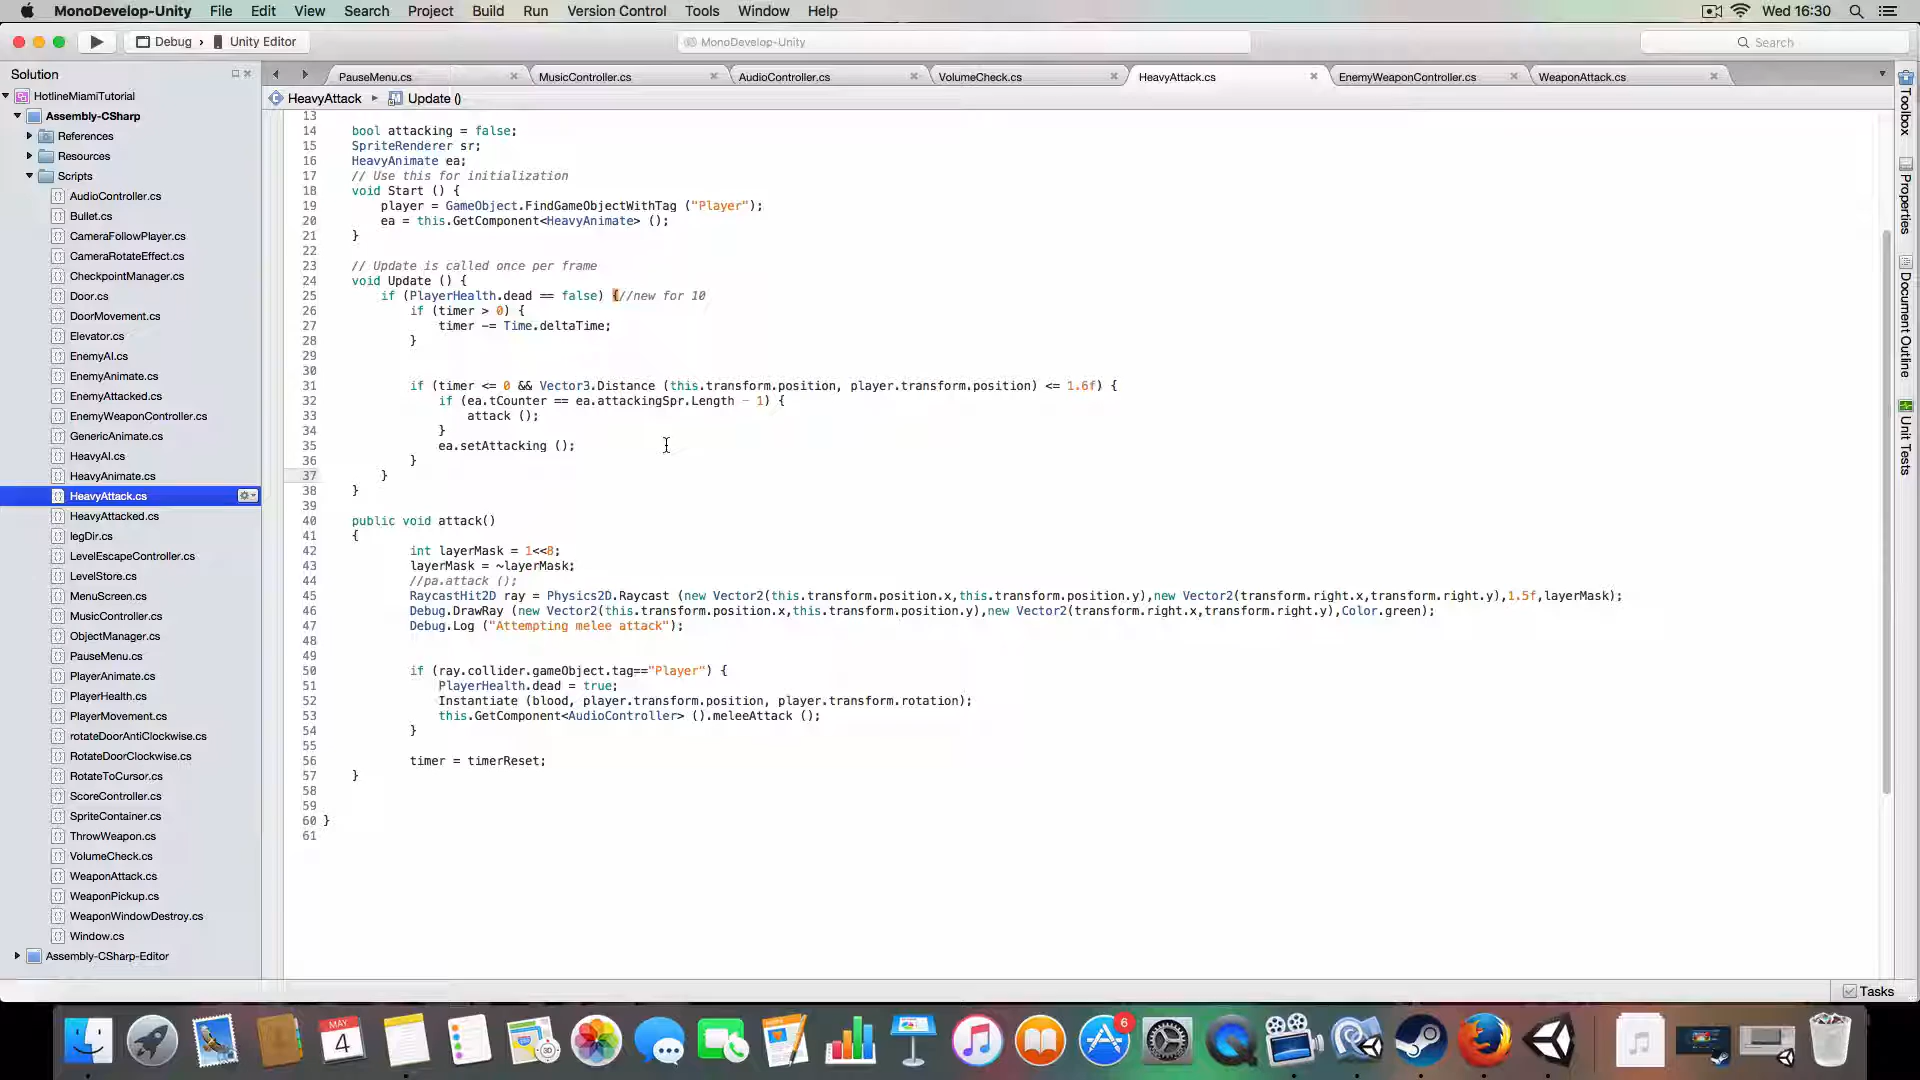 MonoDevelop-Unity File Edit View Search Project Build Run Version Control Tools Window Help Wed 16:30
Debug › Unity Editor MonoDevelop-Unity Search
Solution
PauseMenu.cs MusicController.cs AudioController.cs VolumeCheck.cs HeavyAttack.cs EnemyWeaponController.cs WeaponAttack.cs
HeavyAttack Update ()
HotlineMiamiTutorial
Assembly-CSharp
References
Resources
Scripts
AudioController.cs
Bullet.cs
CameraFollowPlayer.cs
CameraRotateEffect.cs
CheckpointManager.cs
Door.cs
DoorMovement.cs
Elevator.cs
EnemyAI.cs
EnemyAnimate.cs
EnemyAttacked.cs
EnemyWeaponController.cs
GenericAnimate.cs
HeavyAI.cs
HeavyAnimate.cs
HeavyAttack.cs
HeavyAttacked.cs
legDir.cs
LevelEscapeController.cs
LevelStore.cs
MenuScreen.cs
MusicController.cs
ObjectManager.cs
PauseMenu.cs
PlayerAnimate.cs
PlayerHealth.cs
PlayerMovement.cs
rotateDoorAntiClockwise.cs
RotateDoorClockwise.cs
RotateToCursor.cs
ScoreController.cs
SpriteContainer.cs
ThrowWeapon.cs
VolumeCheck.cs
WeaponAttack.cs
WeaponPickup.cs
WeaponWindowDestroy.cs
Window.cs
Assembly-CSharp-Editor
13
14 bool attacking = false;
15 SpriteRenderer sr;
16 HeavyAnimate ea;
17 // Use this for initialization
18 void Start () {
19 player = GameObject.FindGameObjectWithTag ("Player");
20 ea = this.GetComponent<HeavyAnimate> ();
21 }
22
23 // Update is called once per frame
24 void Update () {
25 if (PlayerHealth.dead == false) {//new for 10
26 if (timer > 0) {
27 timer -= Time.deltaTime;
28 }
29
30
31 if (timer <= 0 && Vector3.Distance (this.transform.position, player.transform.position) <= 1.6f) {
32 if (ea.tCounter == ea.attackingSpr.Length - 1) {
33 attack ();
34 }
35 ea.setAttacking ();
36 }
37 }
38 }
39
40 public void attack()
41 {
42 int layerMask = 1<<8;
43 layerMask = ~layerMask;
44 //pa.attack ();
45 RaycastHit2D ray = Physics2D.Raycast (new Vector2(this.transform.position.x,this.transform.position.y),new Vector2(transform.right.x,transform.right.y),1.5f,layerMask);
46 Debug.DrawRay (new Vector2(this.transform.position.x,this.transform.position.y),new Vector2(transform.right.x,transform.right.y),Color.green);
47 Debug.Log ("Attempting melee attack");
48
49
50 if (ray.collider.gameObject.tag=="Player") {
51 PlayerHealth.dead = true;
52 Instantiate (blood, player.transform.position, player.transform.rotation);
53 this.GetComponent<AudioController> ().meleeAttack ();
54 }
55
56 timer = timerReset;
57 }
58
59
60 }
61
Toolbox
Properties
Document Outline
Unit Tests
Tasks
MAY
4
3D
6